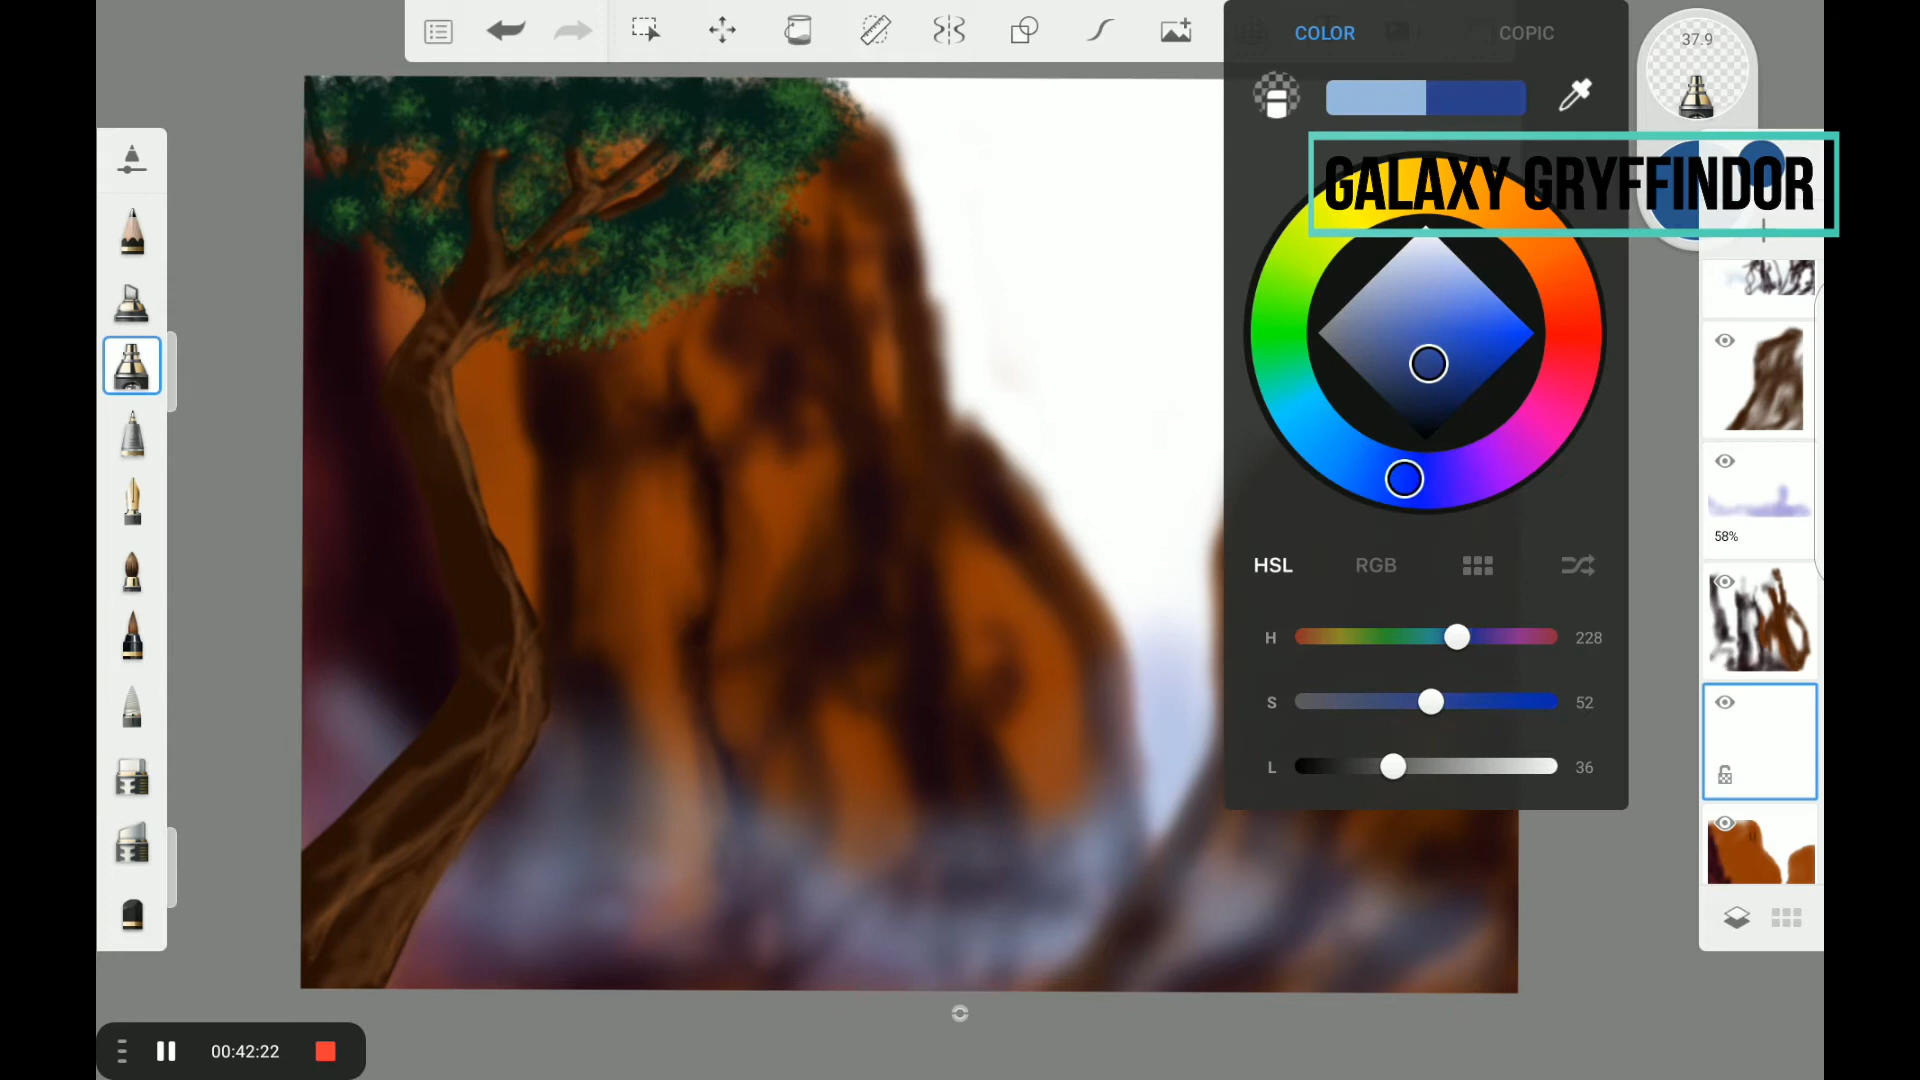 COLOR
COPIC
37.9
GALAXY GRYFFINDOR
HSL
RGB
H
228
S
52
L
36
58%
00:42:22